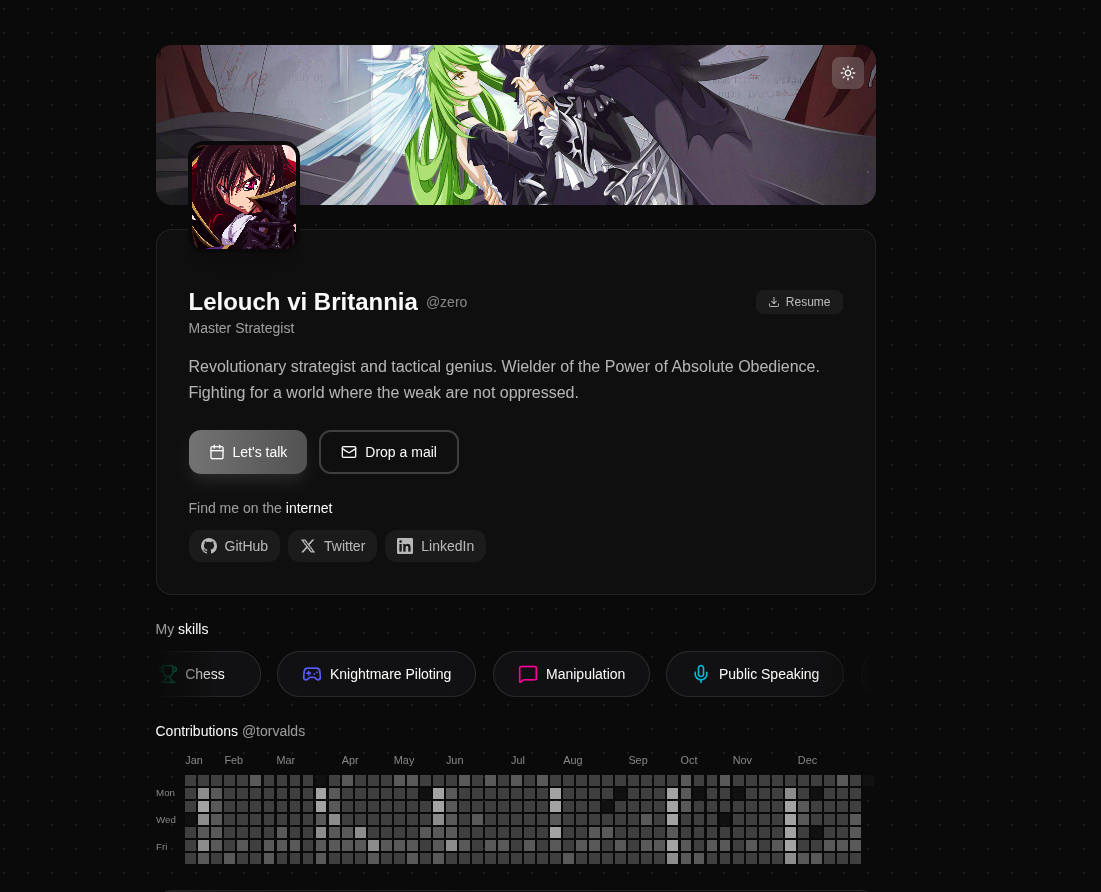 Lelouch vi Britannia @zero
Resume
Master Strategist
Revolutionary strategist and tactical genius. Wielder of the Power of Absolute Obedience.
Fighting for a world where the weak are not oppressed.
Let's talk
Drop a mail
Find me on the internet
GitHub
Twitter
LinkedIn
My skills
Chess
Knightmare Piloting
Manipulation
Public Speaking
Contributions @torvalds
Jan Feb Mar Apr May Jun Jul Aug Sep Oct Nov Dec
Mon
Wed
Fri